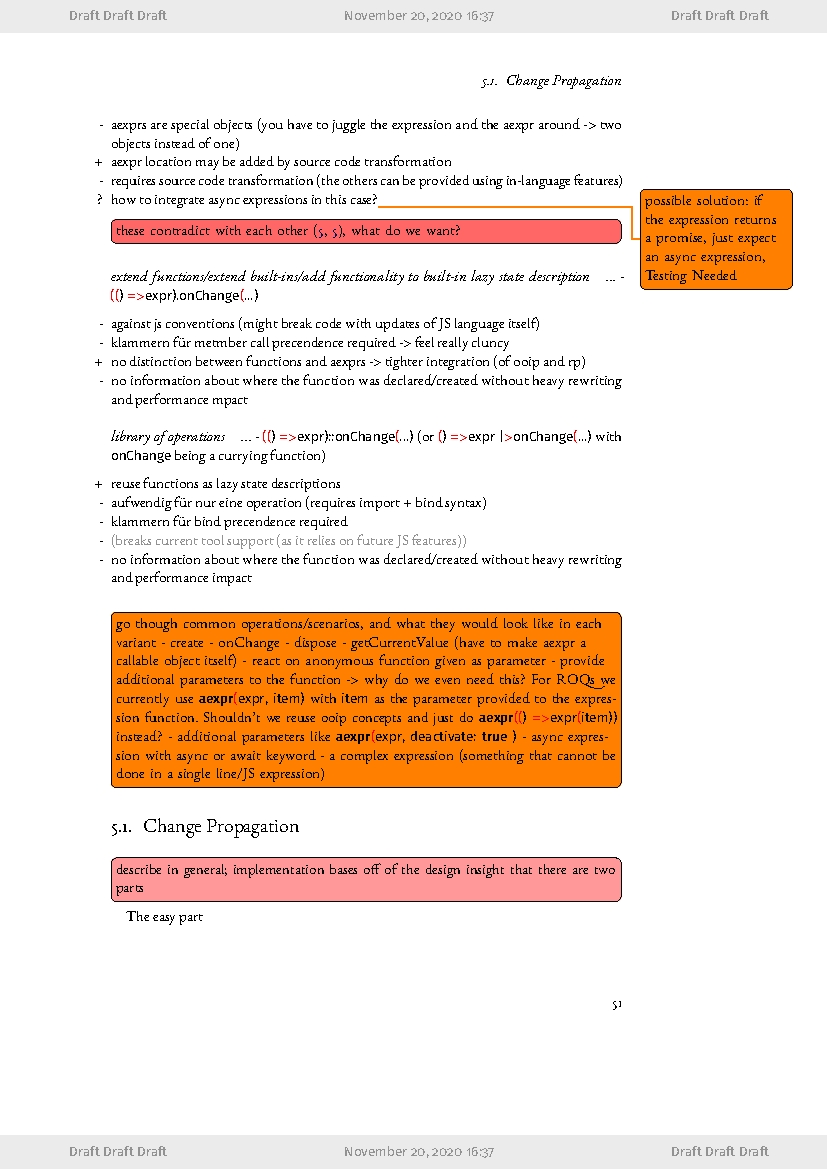 Draft Draft Draft November 20, 2020 16:37 Draft Draft Draft
5.1. Change Propagation
- aexprs are special objects (you have to juggle the expression and the aexpr around -> two
objects instead of one)
+ aexpr location may be added by source code transformation
- requires source code transformation (the others can be provided using in-language features)
? how to integrate async expressions in this case?
possible solution: if
the expression returns
a promise, just expect
an async expression,
Testing Needed
these contradict with each other (5, 5), what do we want?
extend functions/extend built-ins/add functionality to built-in lazy state description ... -
(() =>expr).onChange(...)
- against js conventions (might break code with updates of JS language itself)
- klammern für metmber call precendence required -> feel really cluncy
+ no distinction between functions and aexprs -> tighter integration (of ooip and rp)
- no information about where the function was declared/created without heavy rewriting
and performance mpact
library of operations ... - (() =>expr)::onChange(...) (or () =>expr |>onChange(...) with
onChange being a currying function)
+ reuse functions as lazy state descriptions
- aufwendig für nur eine operation (requires import + bind syntax)
- klammern für bind precendence required
- (breaks current tool support (as it relies on future JS features))
- no information about where the function was declared/created without heavy rewriting
and performance impact
go though common operations/scenarios, and what they would look like in each
variant - create - onChange - dispose - getCurrentValue (have to make aexpr a
callable object itself) - react on anonymous function given as parameter - provide
additional parameters to the function -> why do we even need this? For ROQs we
currently use aexpr(expr, item) with item as the parameter provided to the expres-
sion function. Shouldn't we reuse ooip concepts and just do aexpr(() =>expr(item))
instead? - additional parameters like aexpr(expr, deactivate: true ) - async expres-
sion with async or await keyword - a complex expression (something that cannot be
done in a single line/JS expression)
5.1. Change Propagation
describe in general; implementation bases off of the design insight that there are two
parts
The easy part
51
Draft Draft Draft November 20, 2020 16:37 Draft Draft Draft